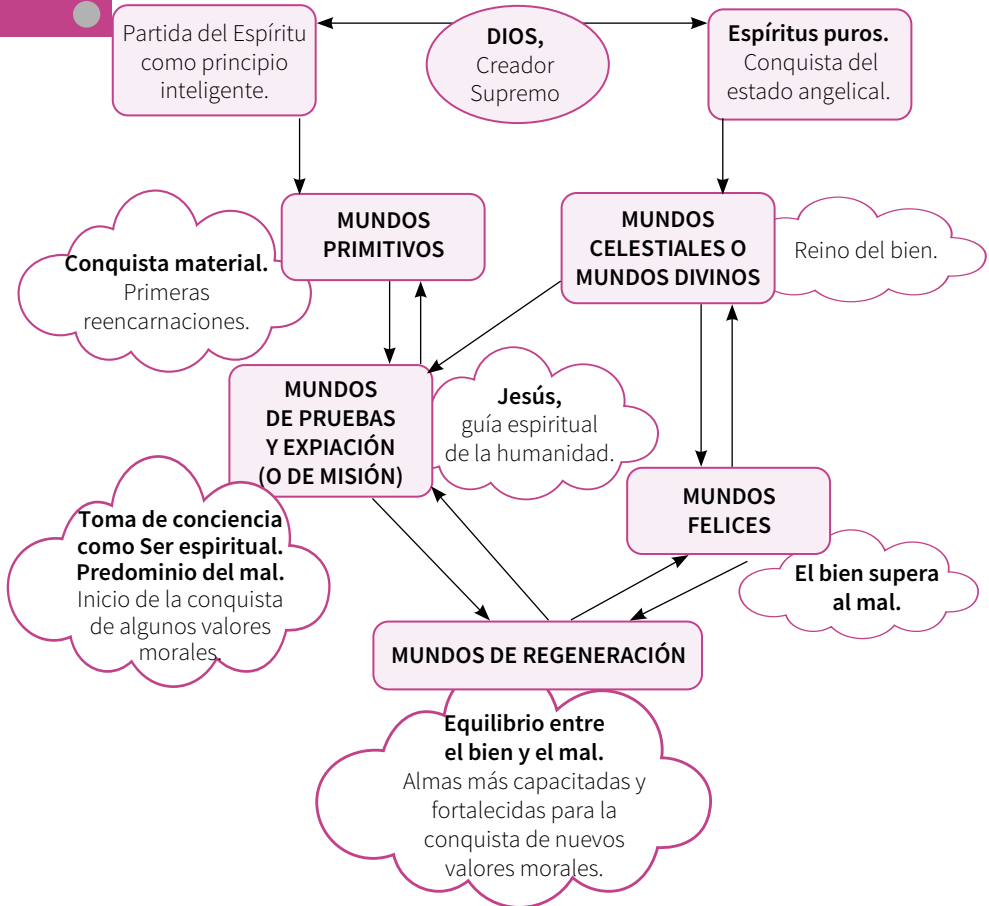 Partida del Espíritu
como principio
inteligente.
DIOS,
Creador
Supremo
Espíritus puros.
Conquista del
estado angelical.
MUNDOS
PRIMITIVOS
MUNDOS
CELESTIALES O
MUNDOS DIVINOS
Reino del bien.
Conquista material.
Primeras
reencarnaciones.
MUNDOS
DE PRUEBAS
Y EXPIACIÓN
(O DE MISIÓN)
Jesús,
guía espiritual
de la humanidad.
MUNDOS
FELICES
Toma de conciencia
como Ser espiritual.
Predominio del mal.
Inicio de la conquista
de algunos valores
morales.
El bien supera
al mal.
MUNDOS DE REGENERACIÓN
Equilibrio entre
el bien y el mal.
Almas más capacitadas y
fortalecidas para la
conquista de nuevos
valores morales.